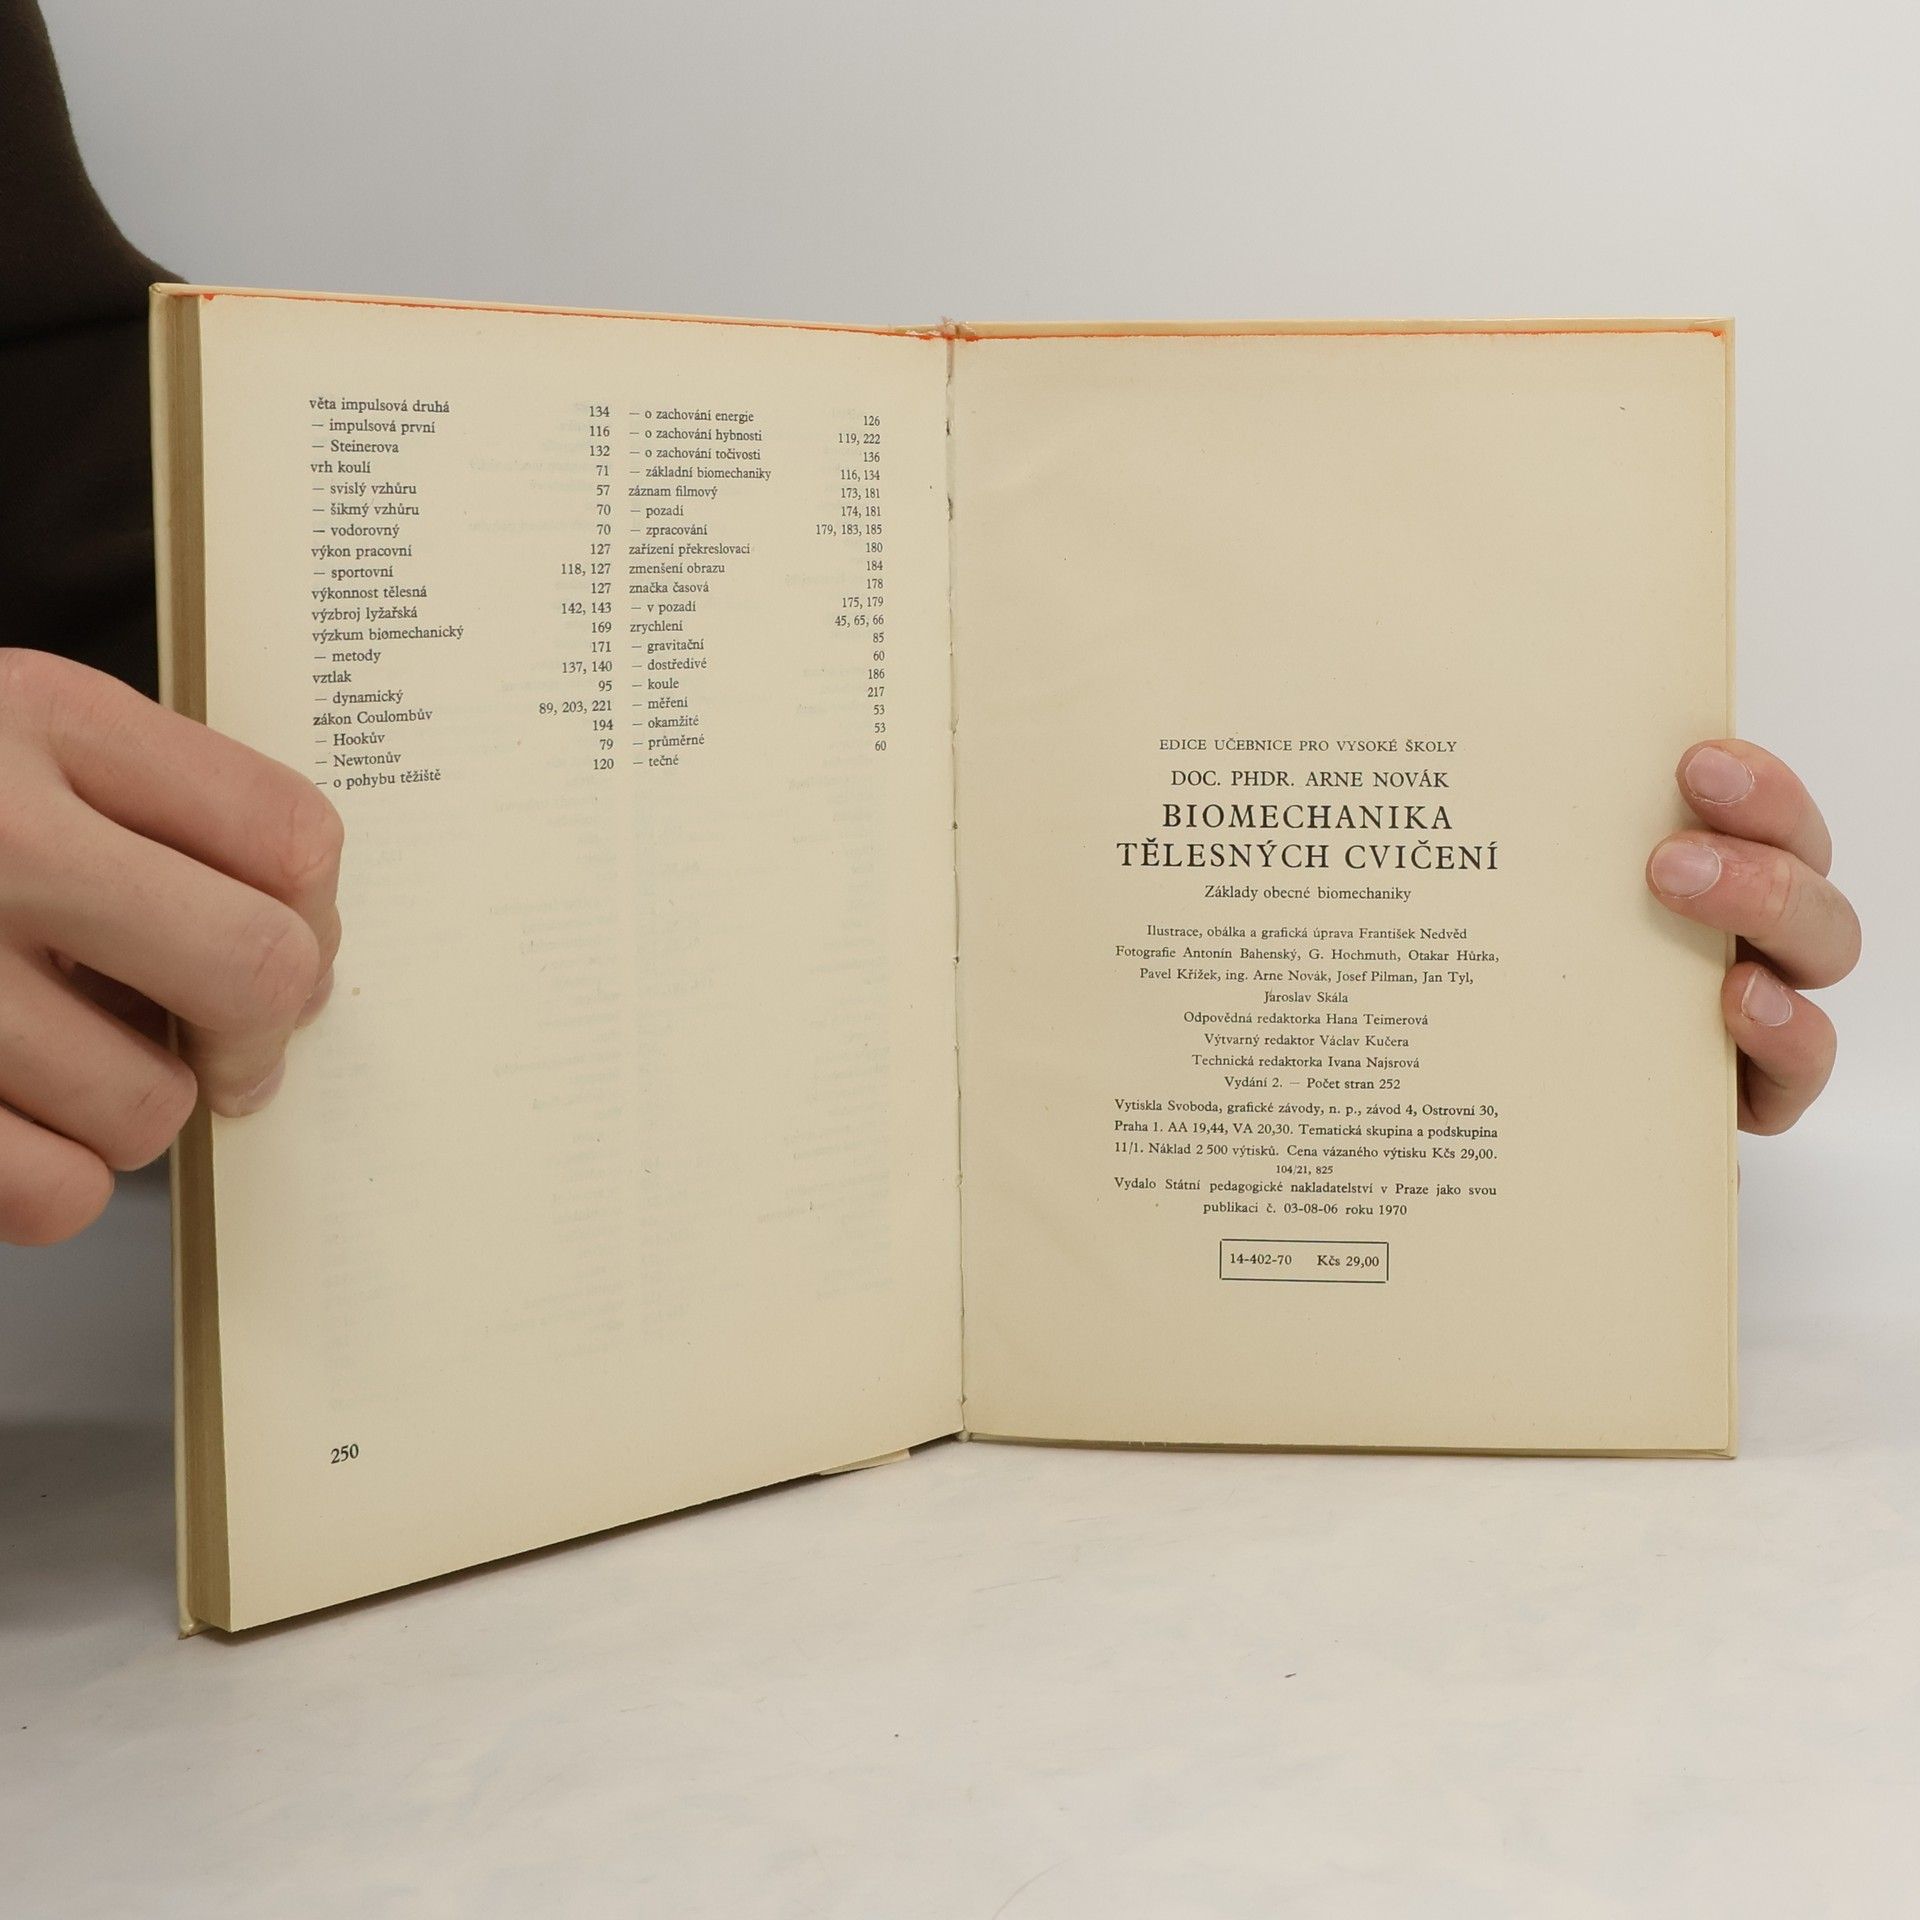 věta impulsová druhá 134
— impulsová první 116
— Steinerova 132
vrh koulí 71
— svislý vzhůru 57
— šikmý vzhůru 70
— vodorovný 70
výkon pracovní 127
— sportovní 118, 127
výkonnost tělesná 127
výzbroj lyžařská 142, 143
výzkum biomechanický 169
— metody 171
vztlak 137, 140
— dynamický 95
zákon Coulombův 89, 203, 221
— Hookův 194
— Newtonův 79
— o pohybu těžiště 120
— o zachování energie 126
— o zachování hybnosti 119, 222
— o zachování točivosti 136
— základní biomechaniky 116, 134
záznam filmový 173, 181
— pozadí 174, 181
— zpracování 179, 183, 185
zařízení překreslovací 180
zmenšení obrazu 184
značka časová 178
— v pozadí 175, 179
zrychlení 45, 65, 66
— gravitační 85
— dostředivé 60
— koule 186
— měření 217
— okamžité 53
— průměrné 53
— tečné 60
250
EDICE UČEBNICE PRO VYSOKÉ ŠKOLY
DOC. PHDR. ARNE NOVÁK
BIOMECHANIKA
TĚLESNÝCH CVIČENÍ
Základy obecné biomechaniky
Ilustrace, obálka a grafická úprava František Nedvěd
Fotografie Antonín Bahenský, G. Hochmuth, Otakar Hůrka,
Pavel Křížek, ing. Arne Novák, Josef Pilman, Jan Tyl,
Jaroslav Skála
Odpovědná redaktorka Hana Teimerová
Výtvarný redaktor Václav Kučera
Technická redaktorka Ivana Najsrová
Vydání 2. — Počet stran 252
Vytiskla Svoboda, grafické závody, n. p., závod 4, Ostrovní 30,
Praha 1. AA 19,44, VA 20,30. Tematická skupina a podskupina
11/1. Náklad 2 500 výtisků. Cena vázaného výtisku Kčs 29,00.
104/21, 825
Vydalo Státní pedagogické nakladatelství v Praze jako svou
publikaci č. 03-08-06 roku 1970
14-402-70 Kčs 29,00